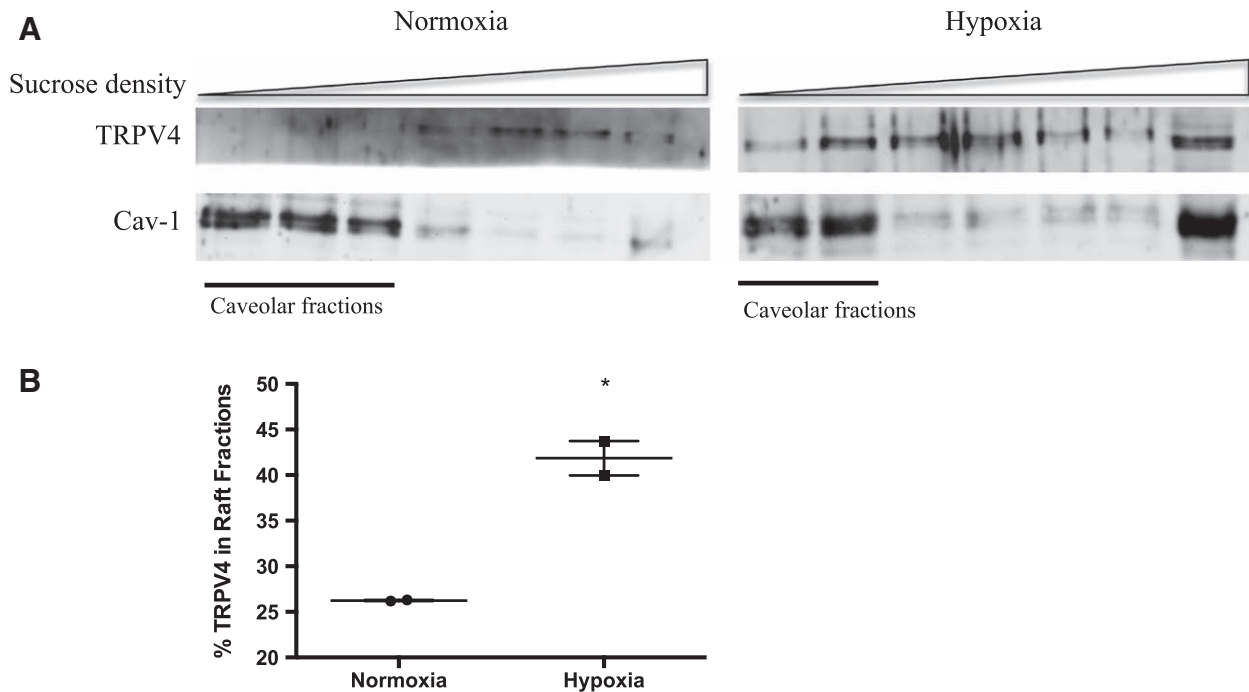 A
Normoxia
Hypoxia
Sucrose density
TRPV4
Cav-1
Caveolar fractions
Caveolar fractions
B
*
% TRPV4 in Raft Fractions
50
45
40
35
30
25
20
Normoxia
Hypoxia